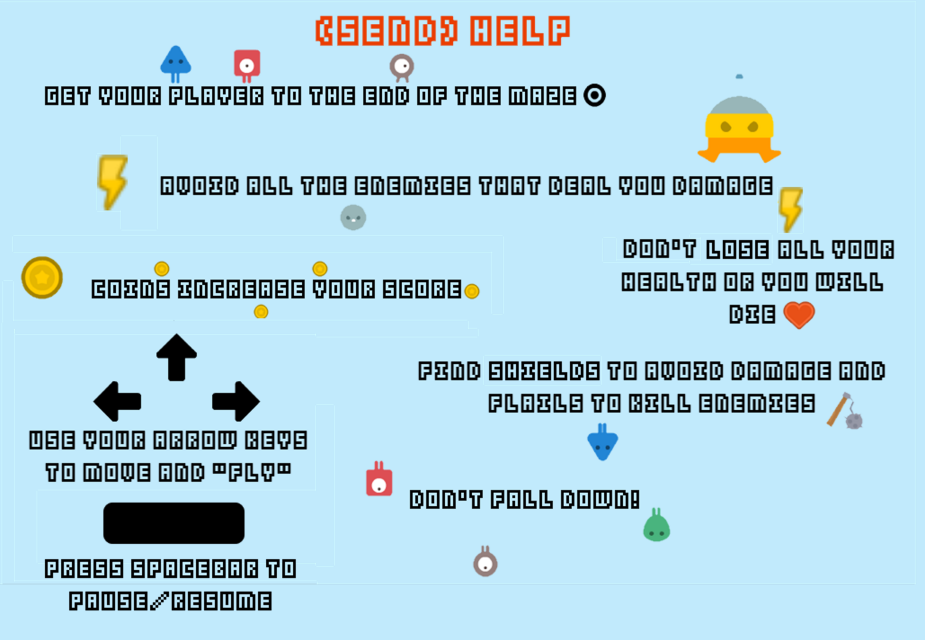 (SEND) HELP
GET YOUR PLAYER TO THE END OF THE MAZE
AVOID ALL THE ENEMIES THAT DEAL YOU DAMAGE
DON'T LOSE ALL YOUR
HEALTH OR YOU WILL
DIE
COINS INCREASE YOUR SCORE
FIND SHIELDS TO AVOID DAMAGE AND
FLAILS TO KILL ENEMIES
USE YOUR ARROW KEYS
TO MOVE AND "FLY"
DON'T FALL DOWN!
PRESS SPACEBAR TO
PAUSE/RESUME